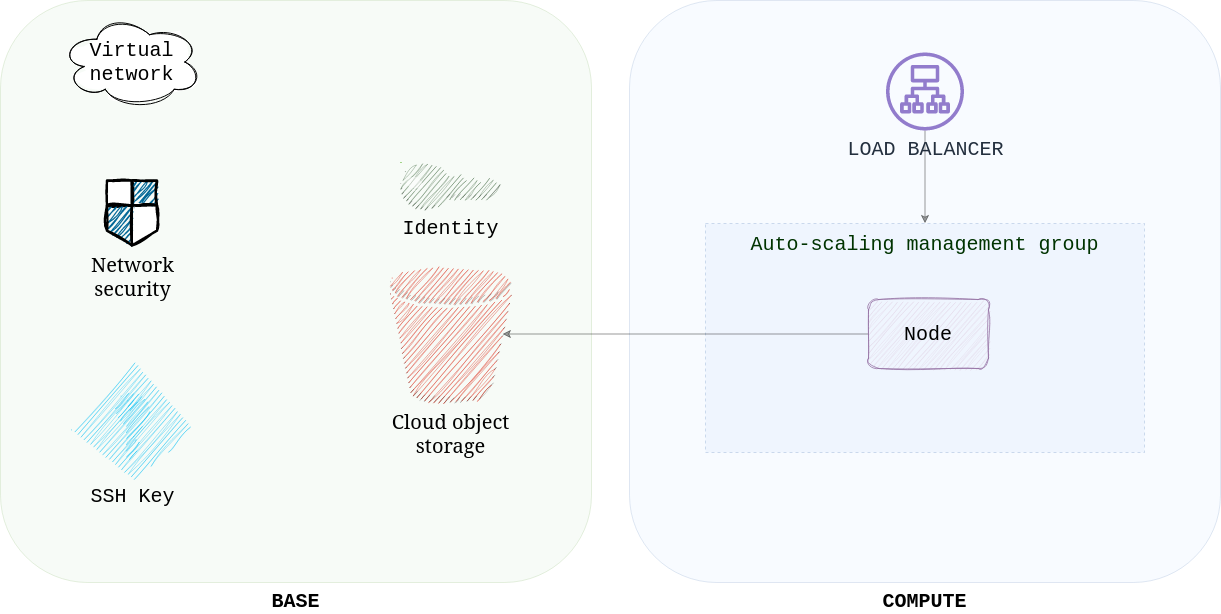 Virtual
network
Network
security
SSH Key
Identity
Cloud object
storage
BASE
LOAD BALANCER
Auto-scaling management group
Node
COMPUTE